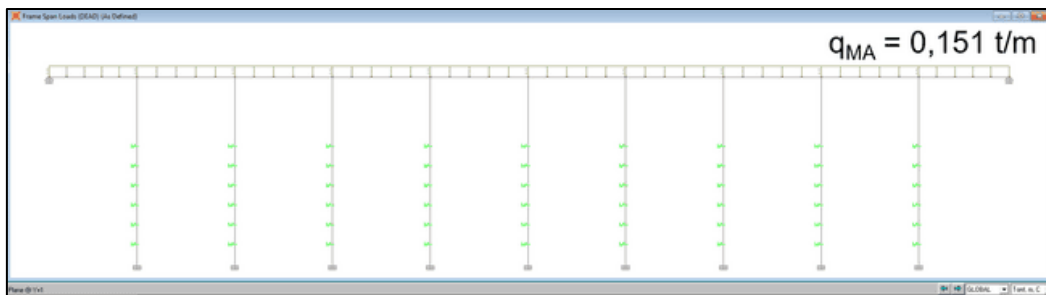 Frame Span Loads (DEAD) (As Defined)
qMA = 0,151 t/m
GLOBAL